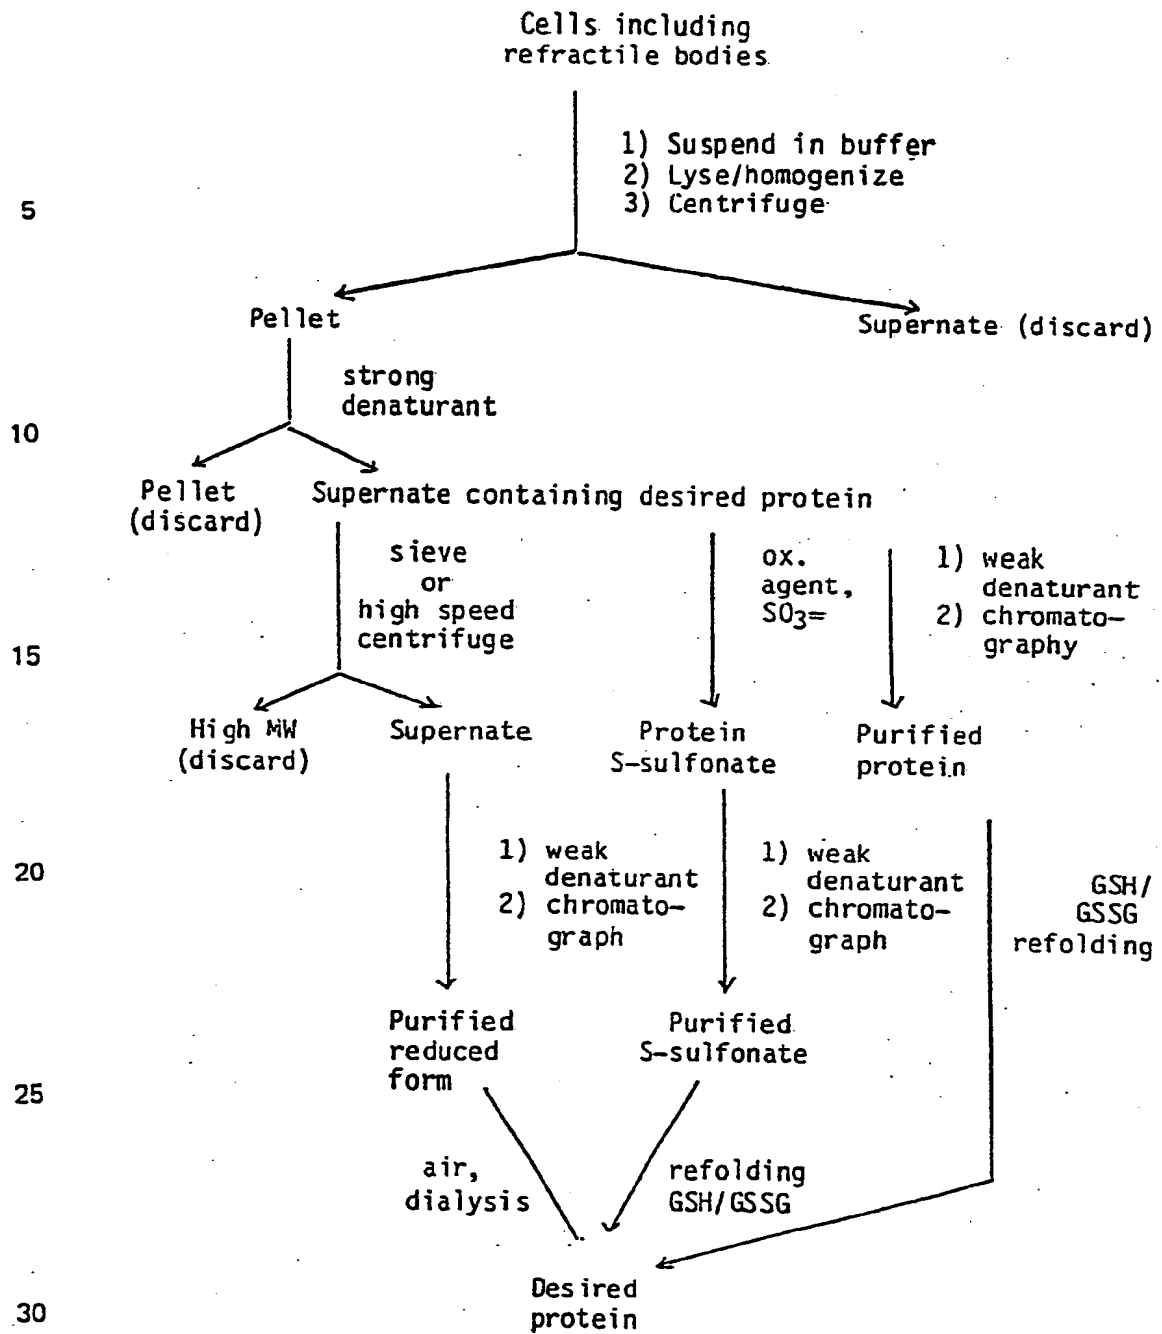 Cells including
refractile bodies
1) Suspend in buffer
2) Lyse/homogenize
3) Centrifuge
5
Pellet
Supernate (discard)
strong
denaturant
10
Pellet
(discard)
Supernate containing desired protein
sieve
or
high speed
centrifuge
ox.
agent,
SO3=
1) weak
denaturant
2) chromato-
graphy
15
High MW
(discard)
Supernate
Protein
S-sulfonate
Purified
protein
20
1) weak
denaturant
2) chromato-
graph
1) weak
denaturant
2) chromato-
graph
GSH/
GSSG
refolding
Purified
reduced
form
Purified
S-sulfonate
25
air,
dialysis
refolding
GSH/GSSG
Desired
protein
30